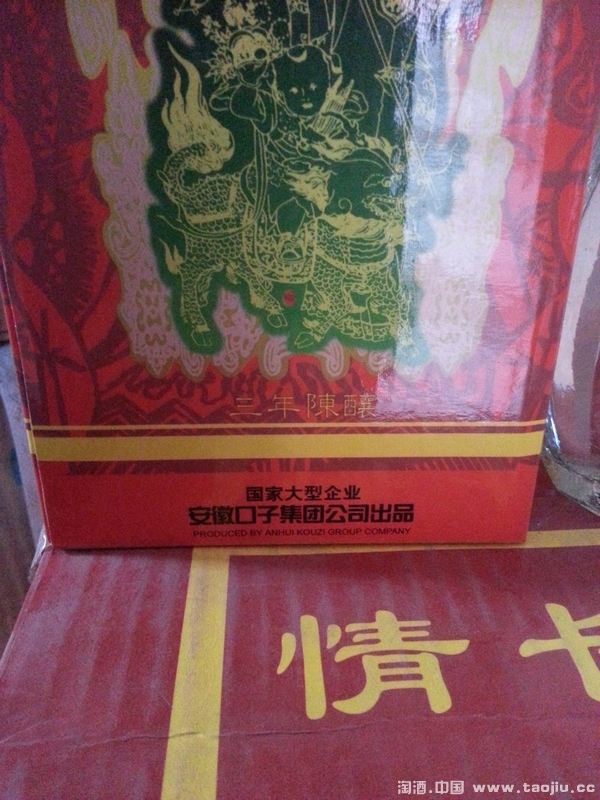 三年陳釀
国家大型企业
安徽口子集团公司出品
PRODUCED BY ANHUI KOUZI GROUP COMPANY
情
淘酒.中国 www.taojiu.cc